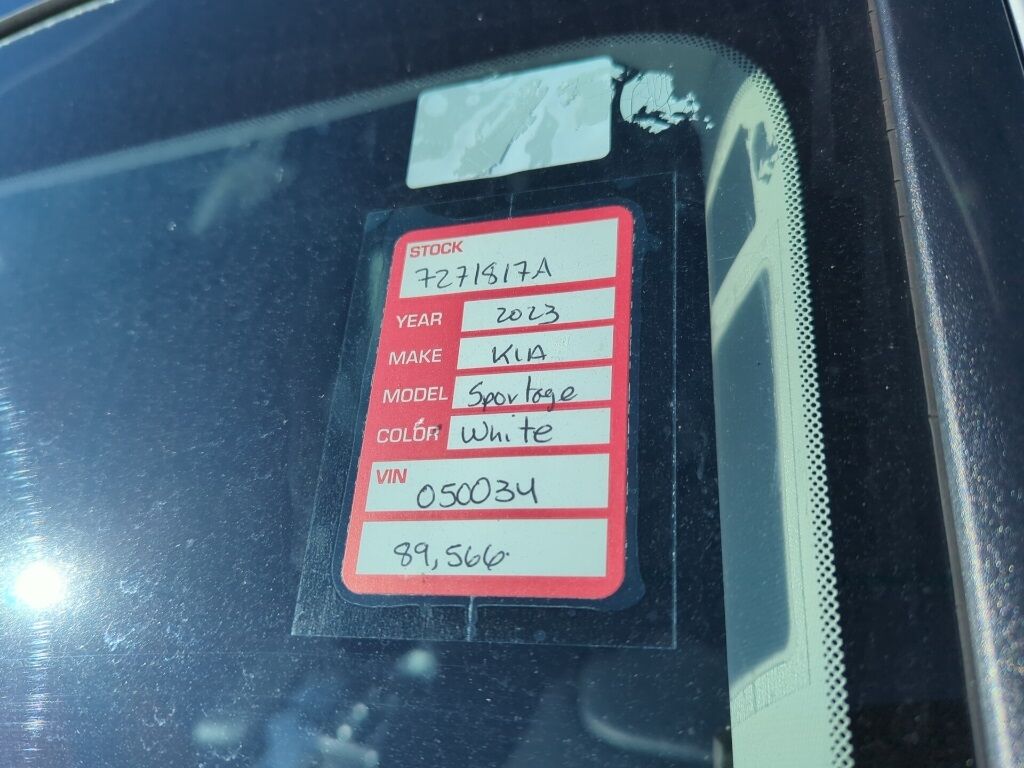 STOCK
7271817A
YEAR 2023
MAKE KIA
MODEL Sportage
COLOR White
VIN
050034
89,566